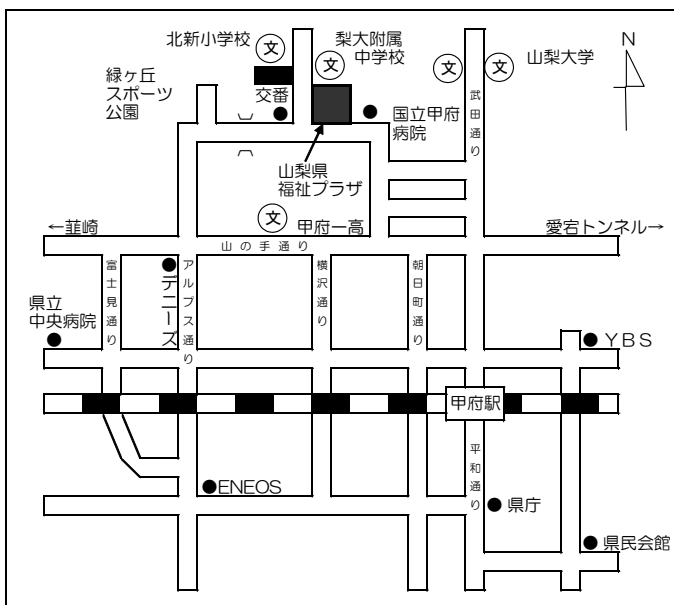 北新小学校
文
梨大附属
中学校
文
文
文
山梨大学
N
緑ヶ丘
スポーツ
公園
交番
国立甲府
病院
武田通り
山梨県
福祉プラザ
文
甲府一高
←韮崎
愛宕トンネル→
山の手通り
富士見通り
デニーズ
アルプス通り
横沢通り
朝日町通り
県立
中央病院
YBS
甲府駅
平和通り
ENEOS
県庁
県民会館